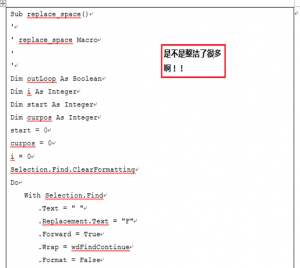 Sub replace_space()
'
' replace_space Macro
'
'
Dim outLoop As Boolean
Dim i As Integer
Dim start As Integer
Dim curpos As Integer
start = 0
curpos = 0
i = 0
Selection.Find.ClearFormatting
Do
With Selection.Find
.Text = " "
.Replacement.Text = "F"
.Forward = True
.Wrap = wdFindContinue
.Format = False
是不是整洁了很多
啊！！